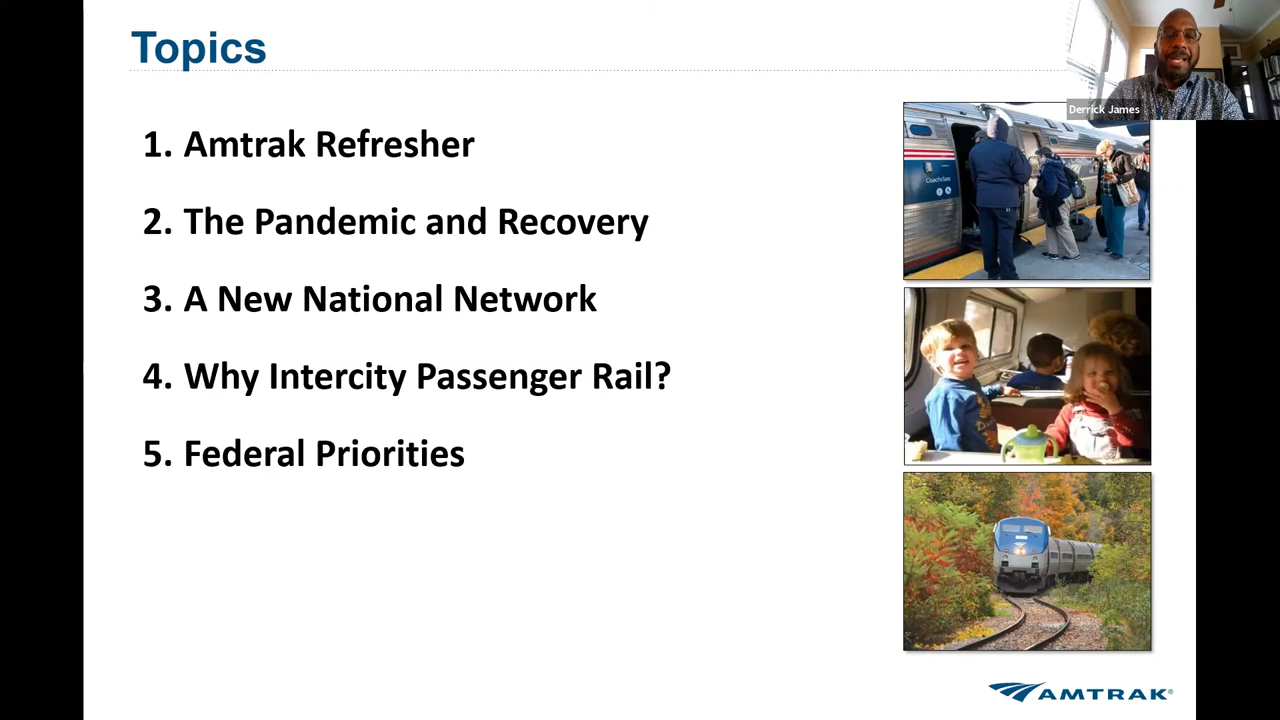 Topics
Derrick James
1. Amtrak Refresher
2. The Pandemic and Recovery
3. A New National Network
4. Why Intercity Passenger Rail?
5. Federal Priorities
Coachclass
AMTRAK®